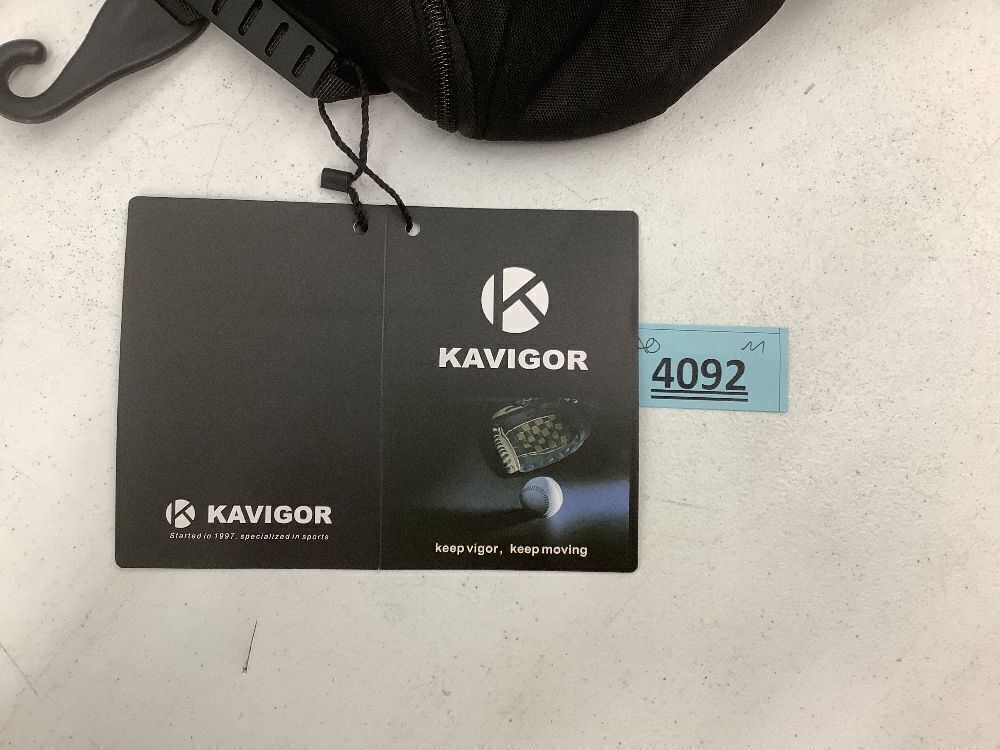 KAVIGOR
keep vigor, keep moving
KAVIGOR
Started in 1997, specialized in sports
4092